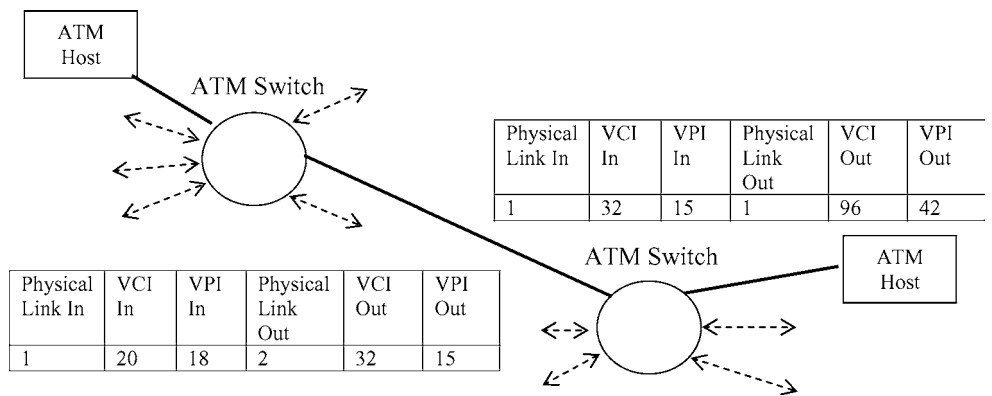 ATM
Host
ATM Switch
Physical Link In VCI In VPI In Physical Link Out VCI Out VPI Out
1 32 15 1 96 42
ATM Switch
ATM
Host
Physical Link In VCI In VPI In Physical Link Out VCI Out VPI Out
1 20 18 2 32 15